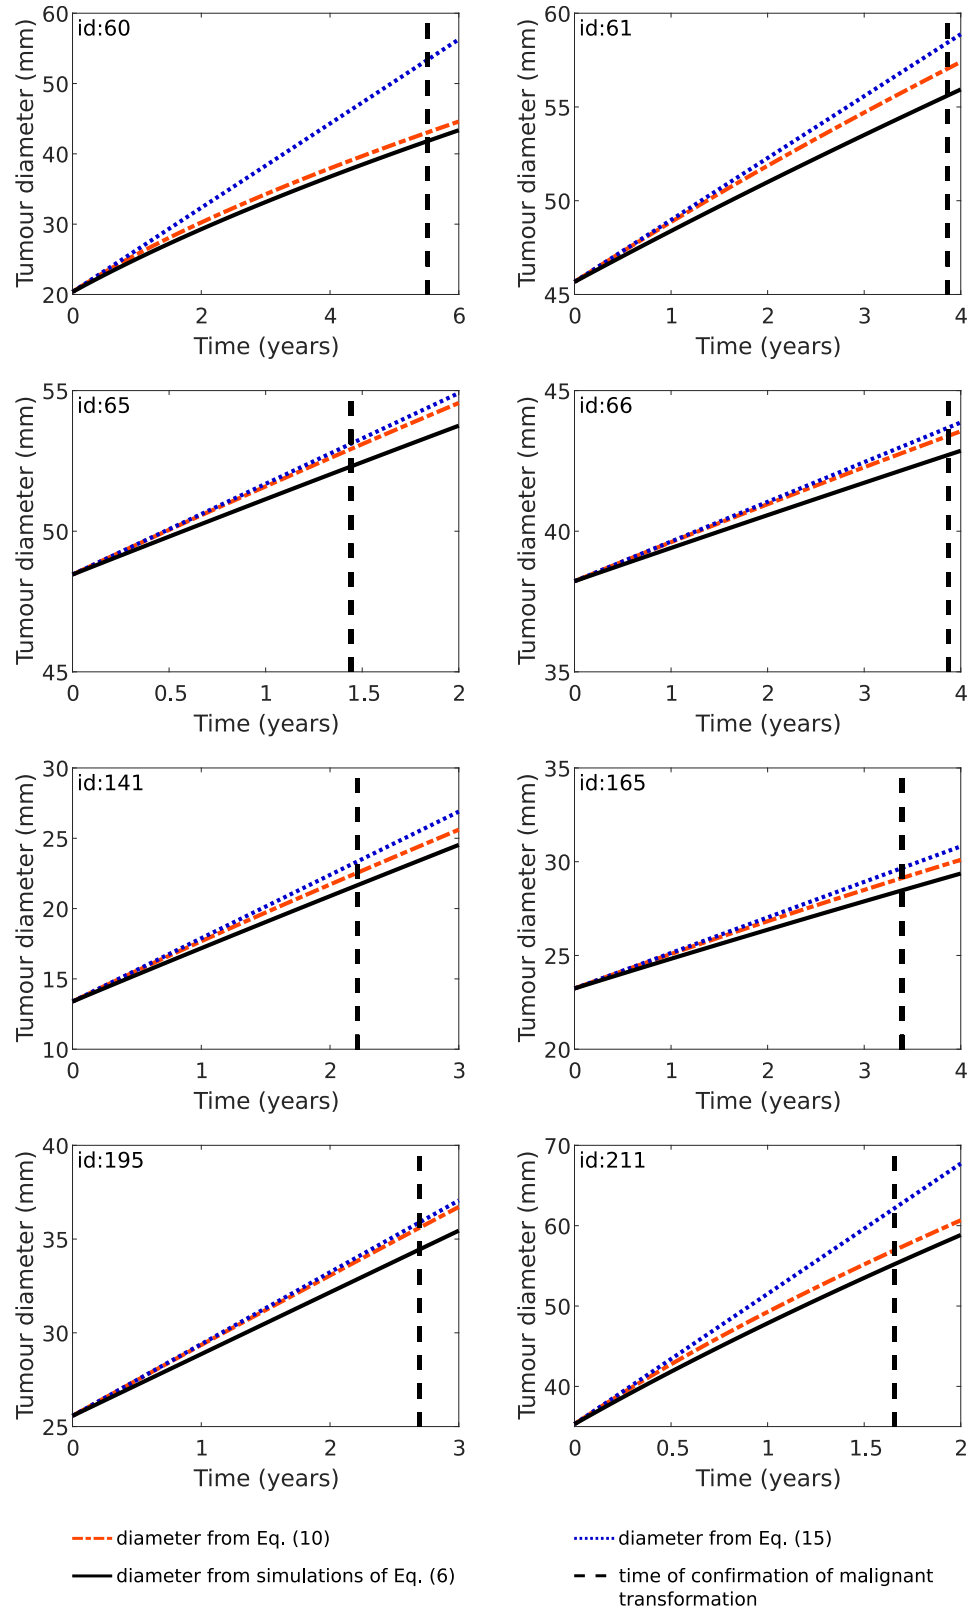 id:60
Tumour diameter (mm)
60
50
40
30
20
0 2 4 6
Time (years)
id:61
Tumour diameter (mm)
60
55
50
45
0 1 2 3 4
Time (years)
id:65
Tumour diameter (mm)
55
50
45
0 0.5 1 1.5 2
Time (years)
id:66
Tumour diameter (mm)
45
40
35
0 1 2 3 4
Time (years)
id:141
Tumour diameter (mm)
30
25
20
15
10
0 1 2 3
Time (years)
id:165
Tumour diameter (mm)
35
30
25
20
0 1 2 3 4
Time (years)
id:195
Tumour diameter (mm)
40
35
30
25
0 1 2 3
Time (years)
id:211
Tumour diameter (mm)
70
60
50
40
0 0.5 1 1.5 2
Time (years)
diameter from Eq. (10)
diameter from Eq. (15)
diameter from simulations of Eq. (6)
time of confirmation of malignant
transformation